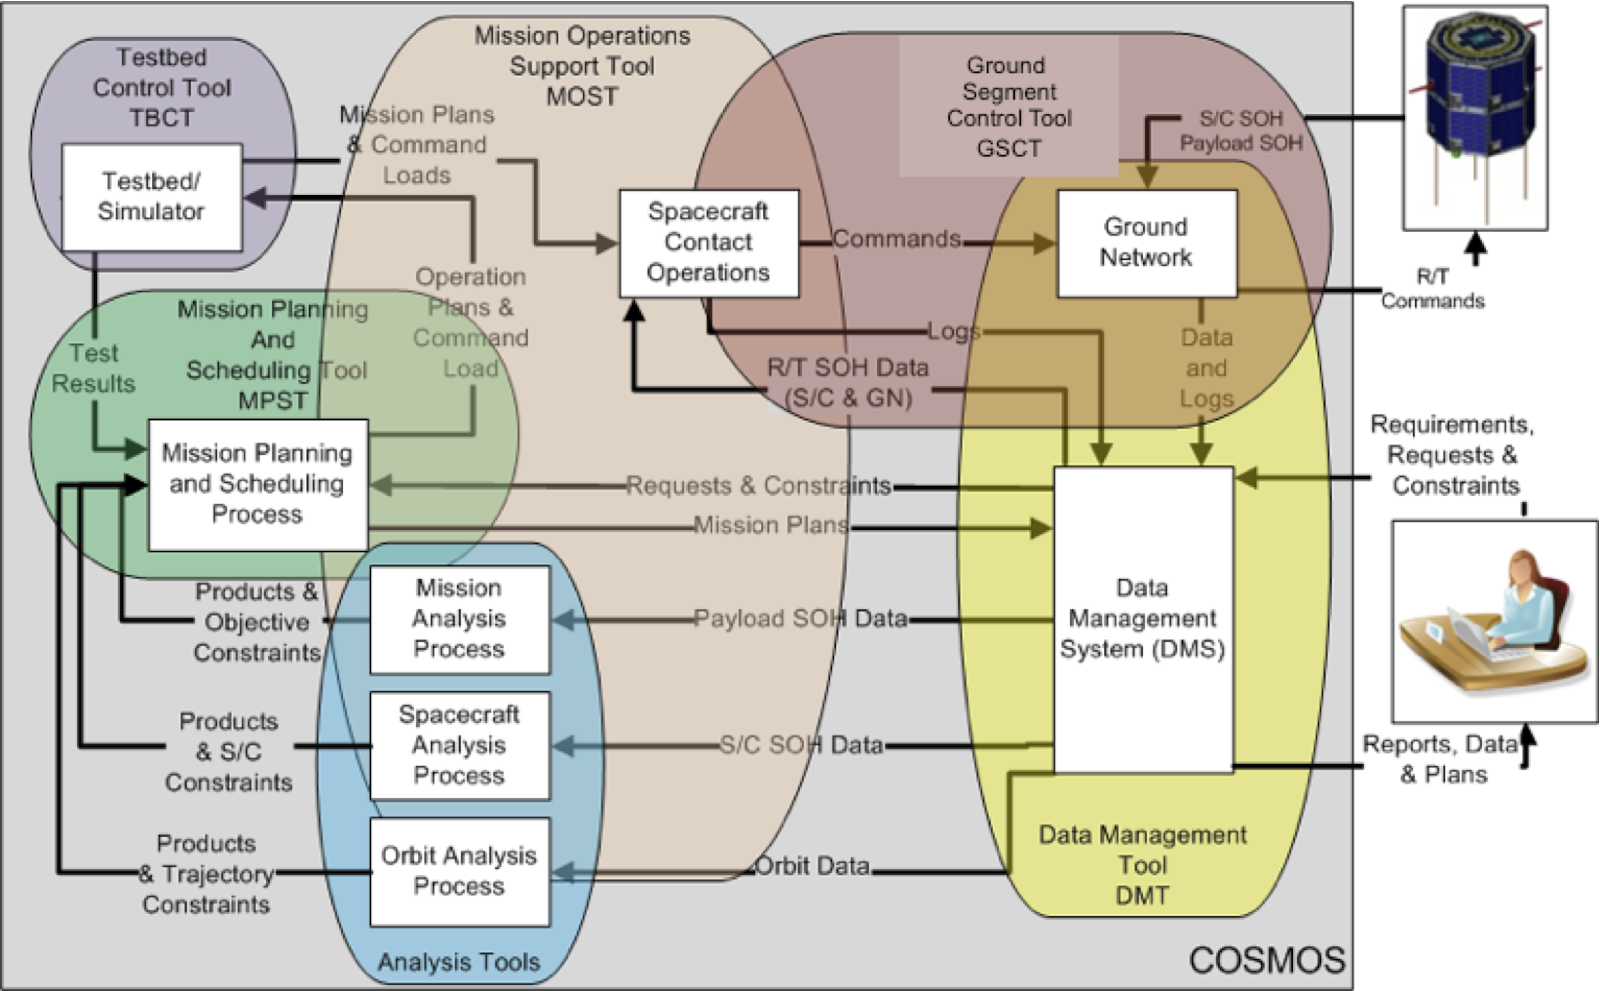 Testbed
Control Tool
TBCT
Mission Operations
Support Tool
MOST
Ground
Segment
Control Tool
GSCT
S/C SOH
Payload SOH
Mission Plans
& Command
Loads
Testbed/
Simulator
Spacecraft
Contact
Operations
Commands
Ground
Network
R/T
Commands
Operation
Plans &
Command
Load
Mission Planning
And
Scheduling Tool
MPST
Test
Results
Logs
Data
and
Logs
R/T SOH Data
(S/C & GN)
Mission Planning
and Scheduling
Process
Requests & Constraints
Mission Plans
Requirements,
Requests &
Constraints
Products &
Objective
Constraints
Mission
Analysis
Process
Payload SOH Data
Data
Management
System (DMS)
Products
& S/C
Constraints
Spacecraft
Analysis
Process
S/C SOH Data
Reports, Data
& Plans
Products
& Trajectory
Constraints
Orbit Analysis
Process
Orbit Data
Data Management
Tool
DMT
Analysis Tools
COSMOS